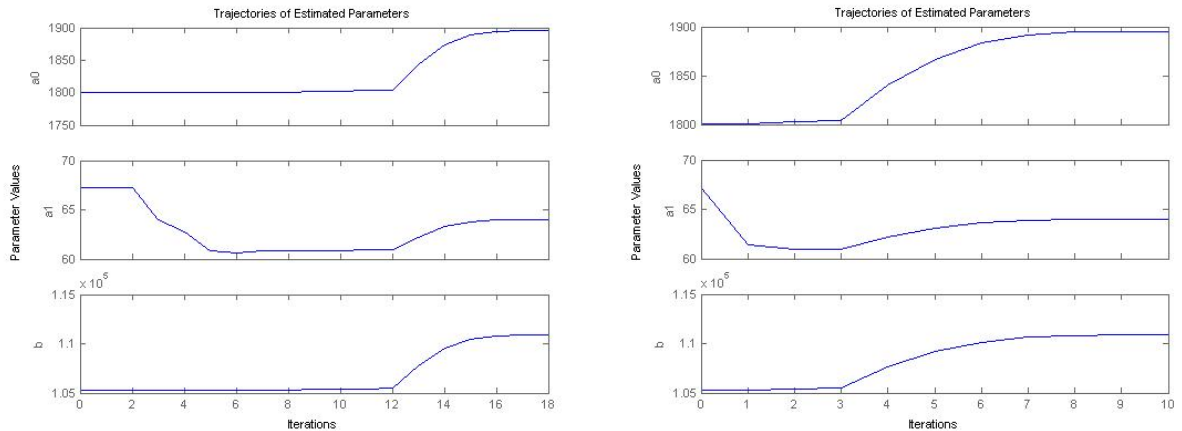 Trajectories of Estimated Parameters
1900
1850
1800
1750
a0
70
65
60
a1
Parameter Values
x 10^5
1.15
1.1
1.05
b
0 2 4 6 8 10 12 14 16 18
Iterations
Trajectories of Estimated Parameters
1900
1850
1800
a0
70
65
60
a1
Parameter Values
x 10^5
1.15
1.1
1.05
b
0 1 2 3 4 5 6 7 8 9 10
Iterations